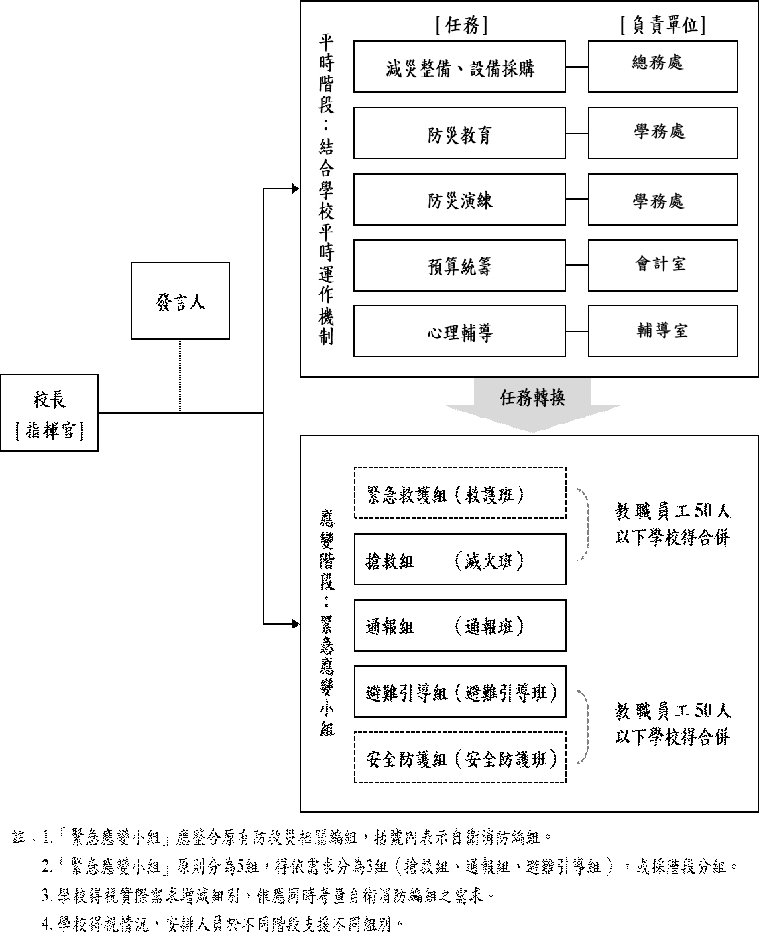 [任務]
[負責單位]
平時階段：結合學校平時運作機制
減災整備、設備採購
總務處
防災教育
學務處
防災演練
學務處
預算統籌
會計室
心理輔導
輔導室
發言人
校長
[指揮官]
任務轉換
應變階段：緊急應變小組
緊急救護組（救護班）
搶救組　　（滅火班）
通報組　　（通報班）
避難引導組（避難引導班）
安全防護組（安全防護班）
教職員工50人
以下學校得合併
教職員工50人
以下學校得合併
註：1.「緊急應變小組」應整合原有防救災相關編組，括號內表示自衛消防編組。
2.「緊急應變小組」原則分為5組，得依需求分為3組（搶救組、通報組、避難引導組），或採階段分組。
3.學校得視實際需求增減組別，惟應同時考量自衛消防編組之需求。
4.學校得視情況，安排人員於不同階段支援不同組別。